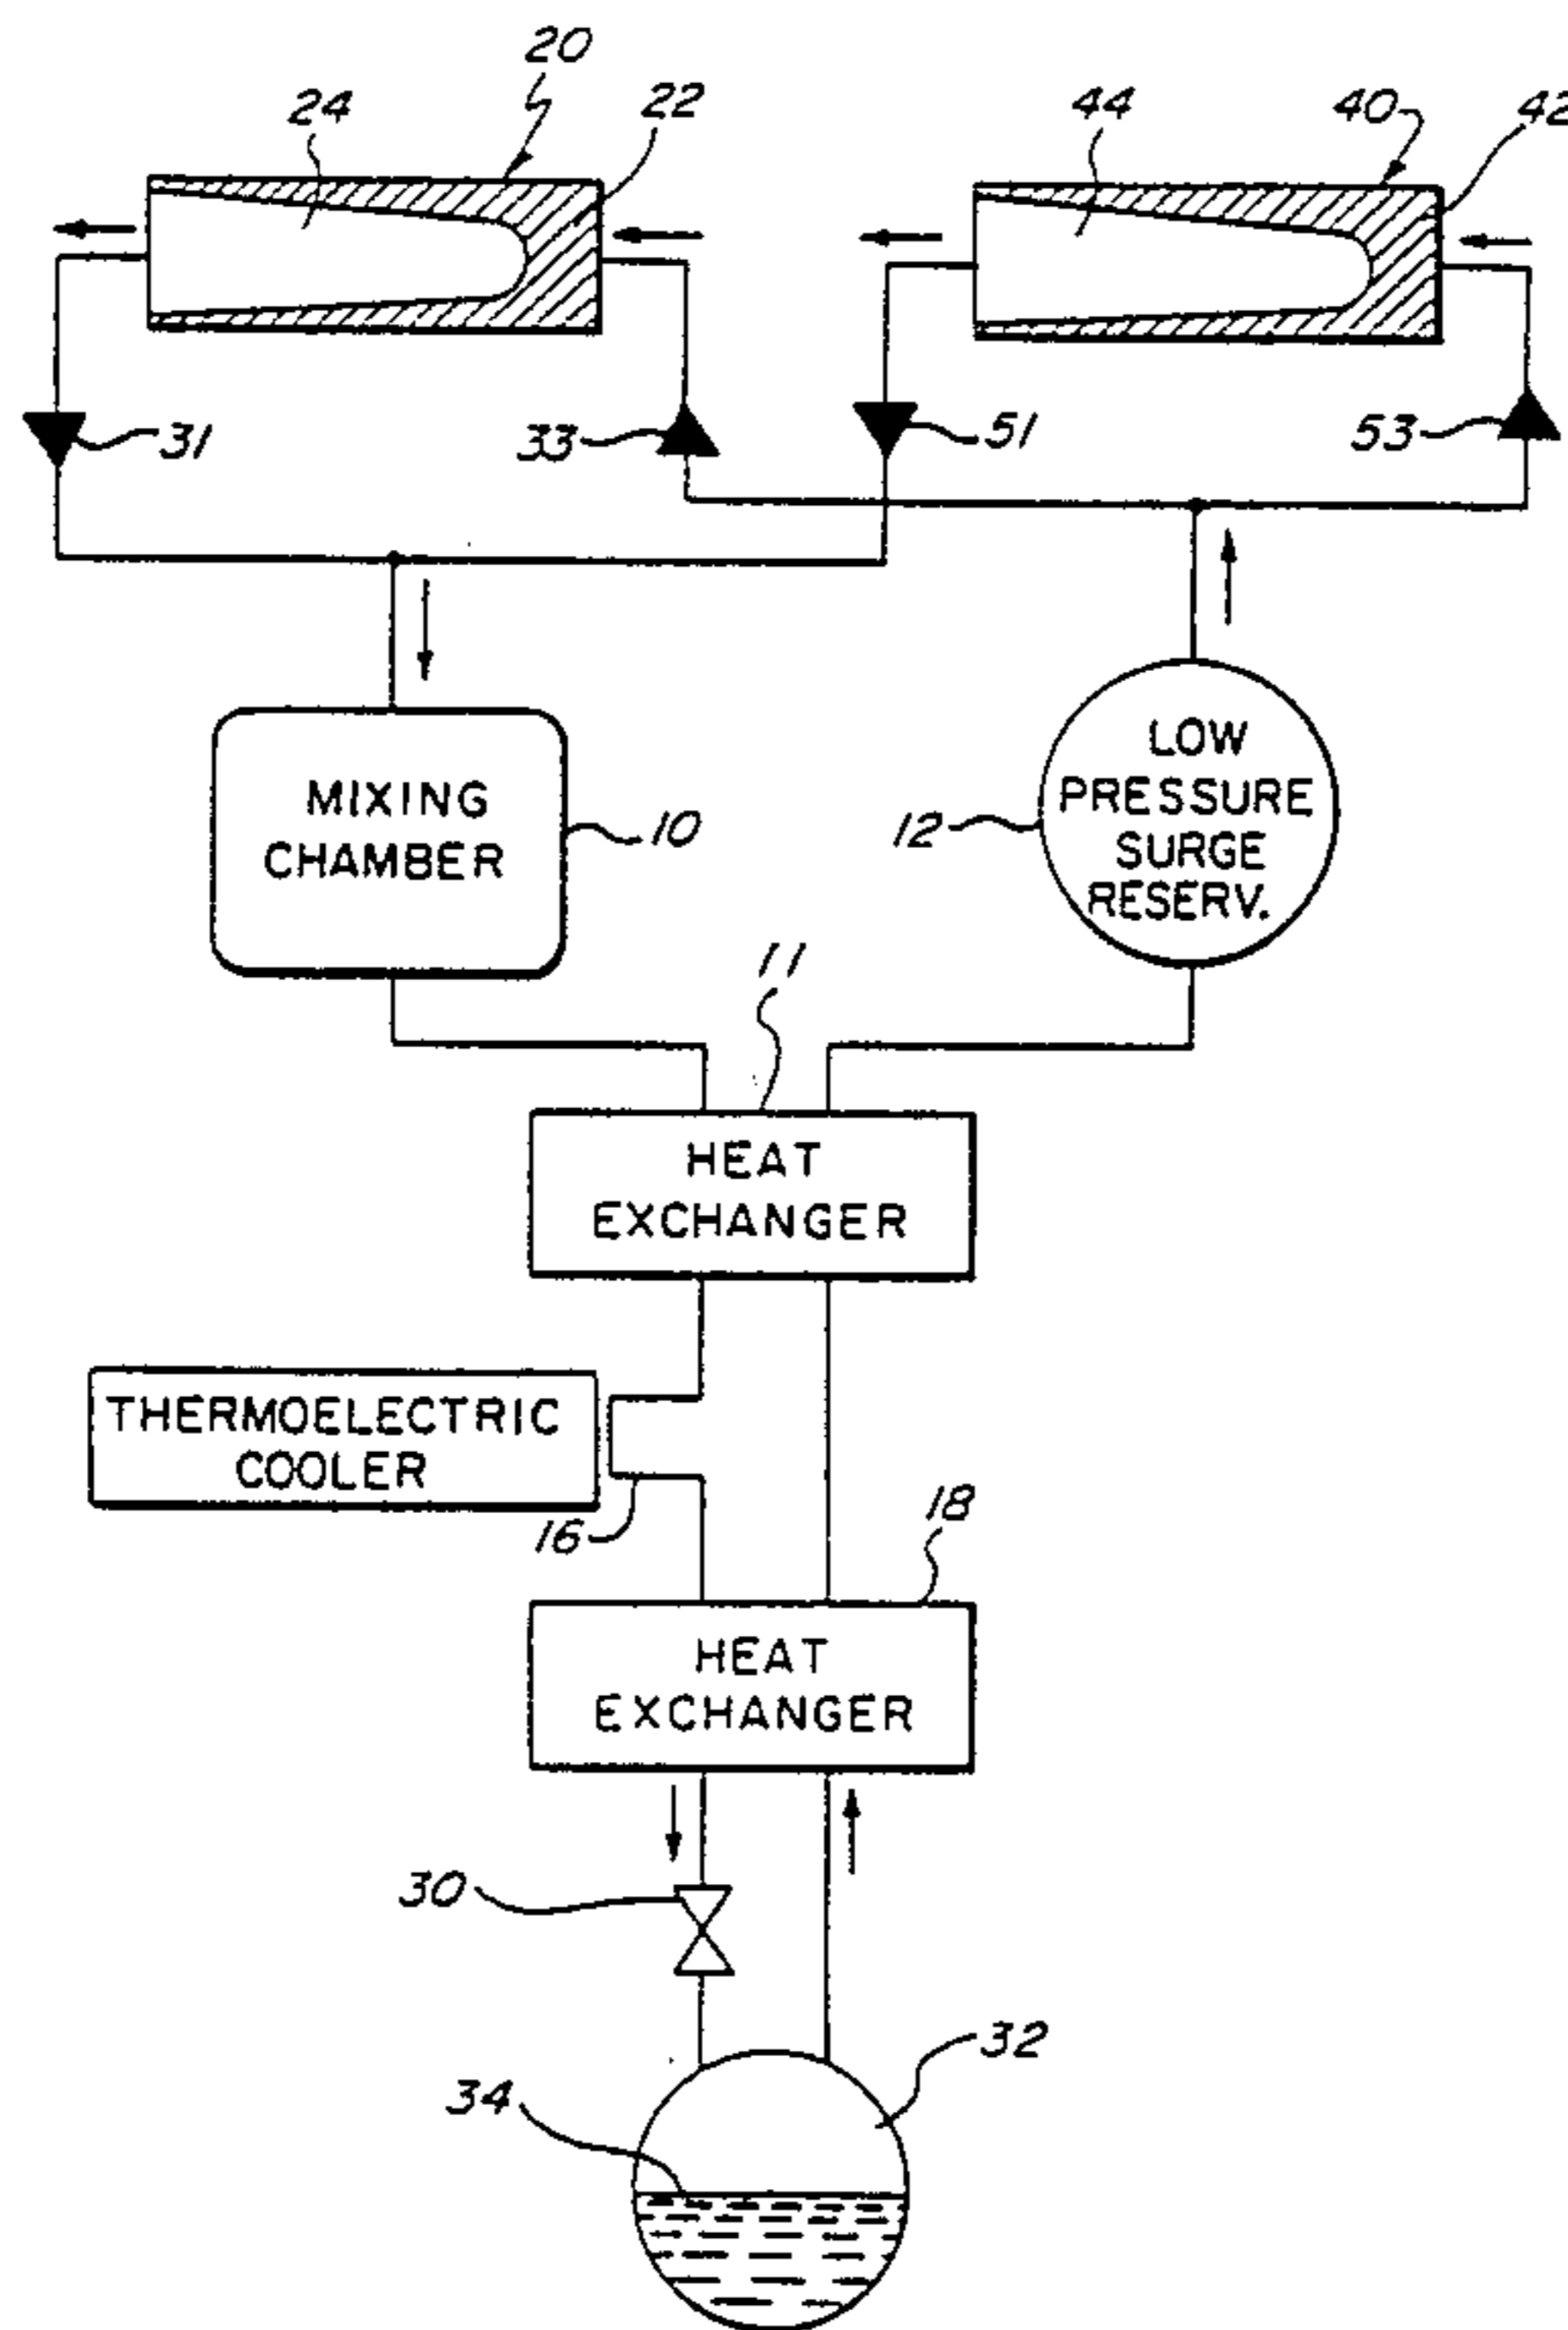 20
24
22
44
40
42
31
33
51
53
MIXING
CHAMBER
10
12
LOW
PRESSURE
SURGE
RESERV.
11
HEAT
EXCHANGER
THERMOELECTRIC
COOLER
16
18
HEAT
EXCHANGER
30
32
34